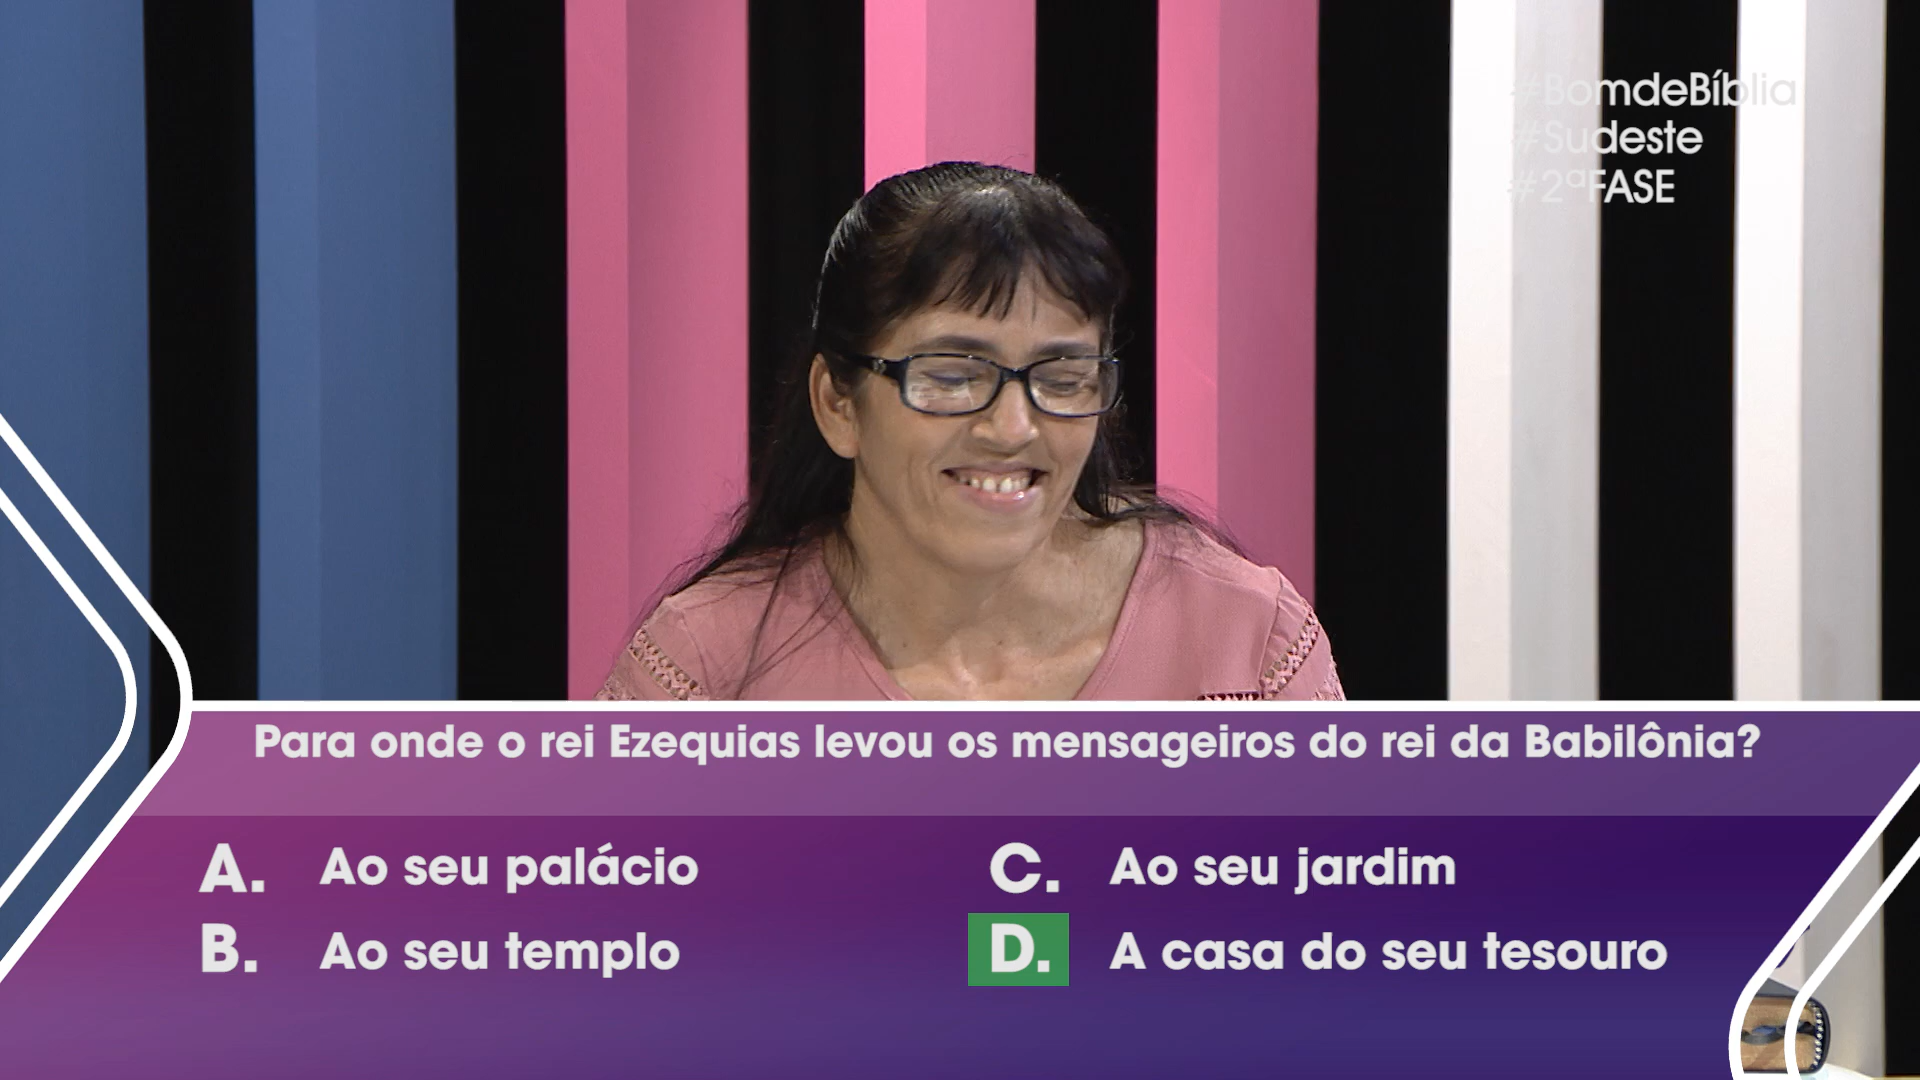 #BomdeBíblia
#Sudeste
#2ªFASE
Para onde o rei Ezequias levou os mensageiros do rei da Babilônia?
A. Ao seu palácio
B. Ao seu templo
C. Ao seu jardim
D. A casa do seu tesouro